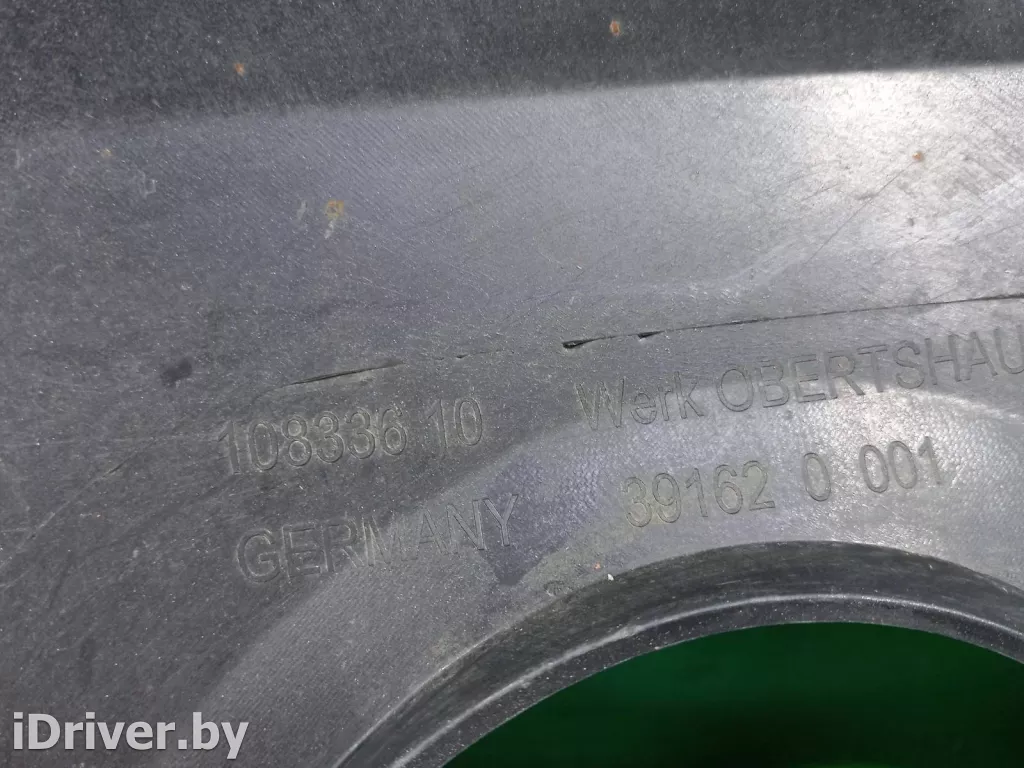 108336 10 Werk OBERTSHAU
GERMANY 39162 0 001
iDriver.by